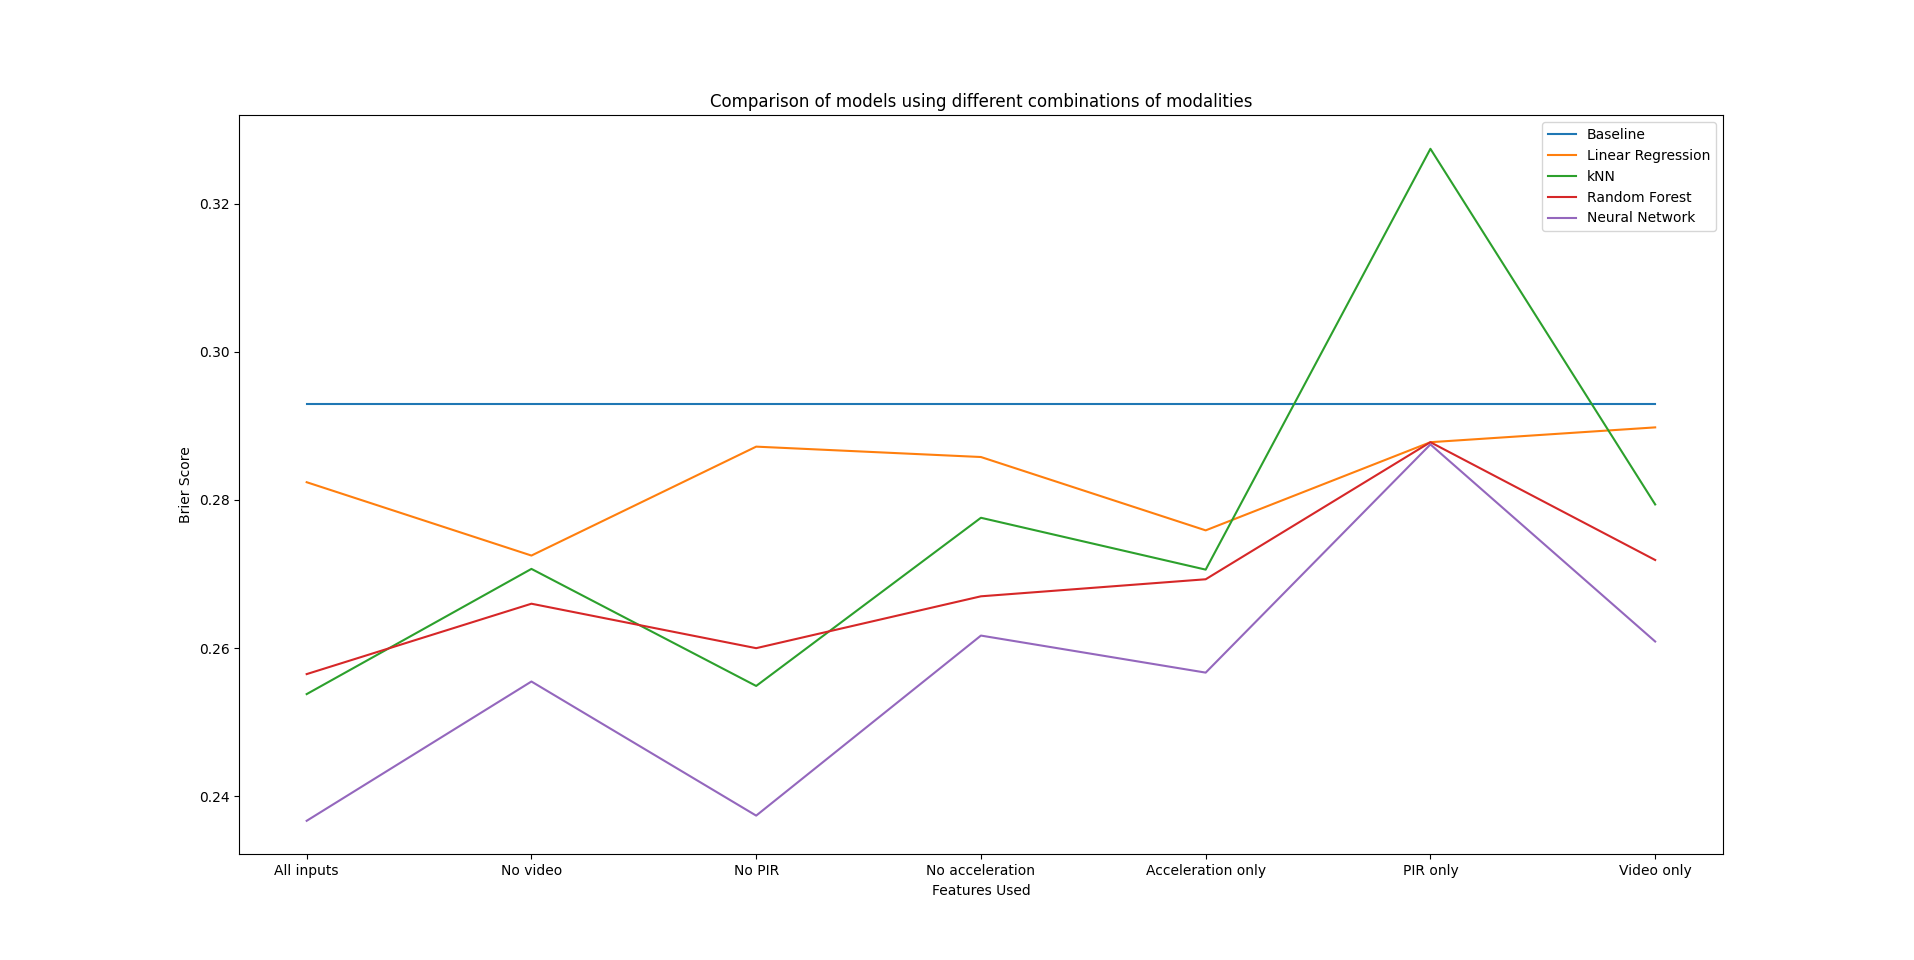 Comparison of models using different combinations of modalities
Baseline
Linear Regression
kNN
Random Forest
Neural Network
0.32
0.30
0.28
0.26
0.24
Brier Score
All inputs
No video
No PIR
No acceleration
Acceleration only
PIR only
Video only
Features Used